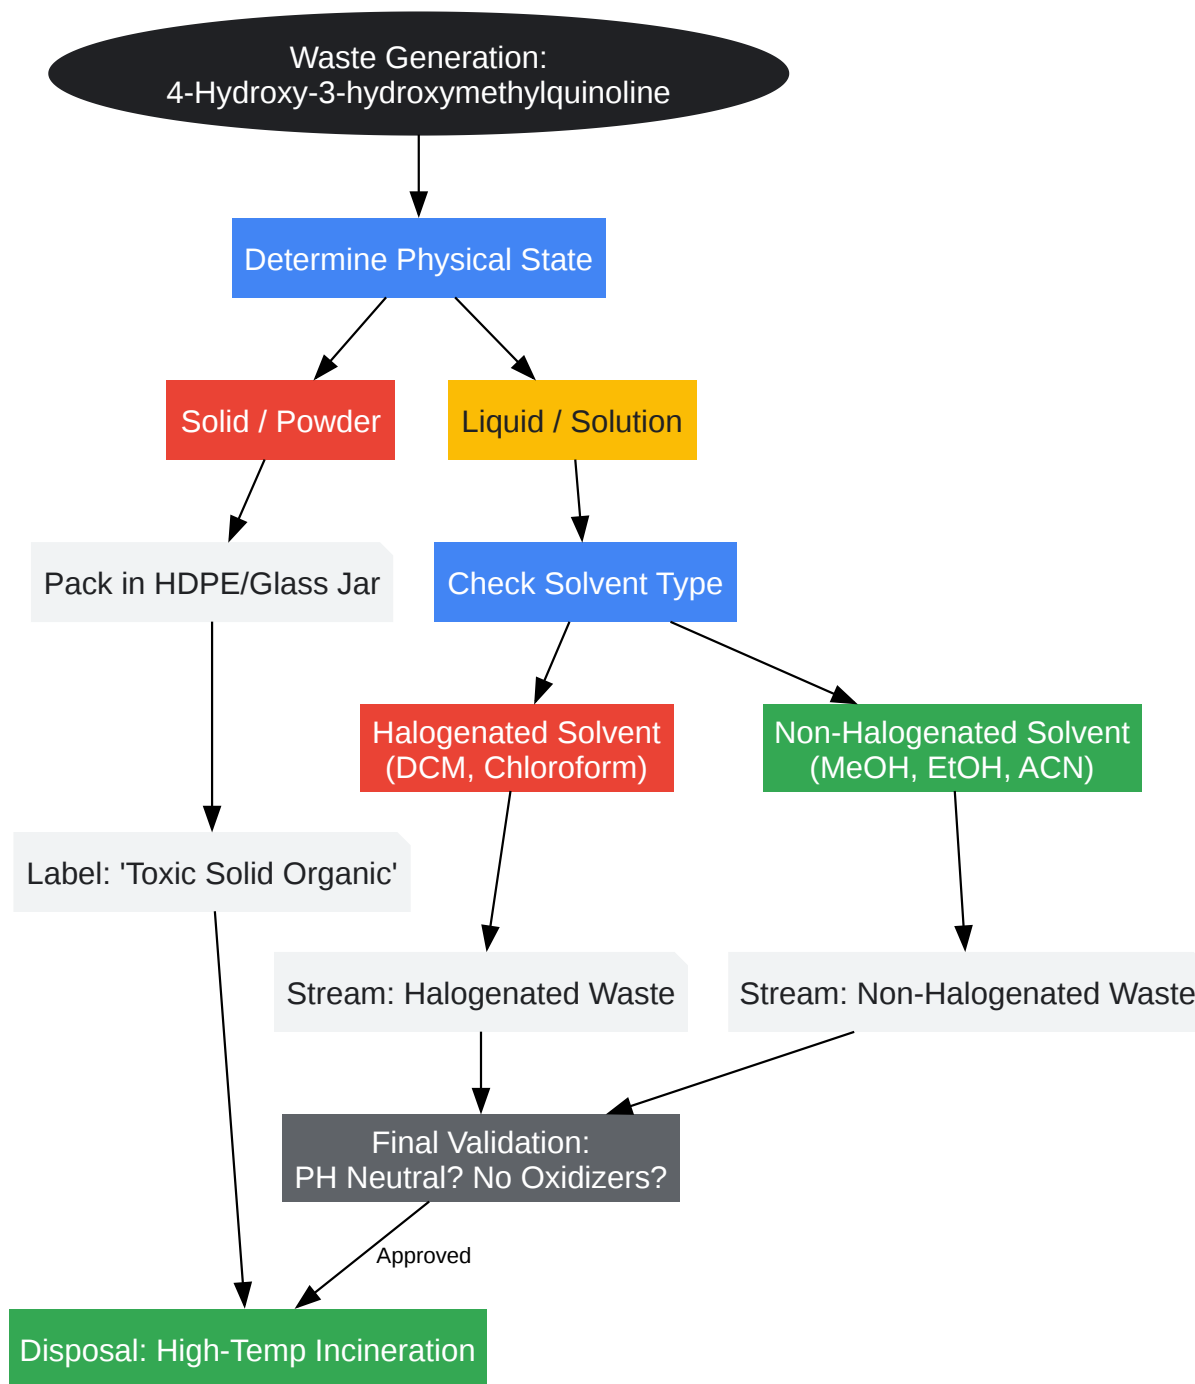 Waste Generation:
4-Hydroxy-3-hydroxymethylquinoline
Determine Physical State
Solid / Powder
Liquid / Solution
Pack in HDPE/Glass Jar
Check Solvent Type
Halogenated Solvent
(DCM, Chloroform)
Non-Halogenated Solvent
(MeOH, EtOH, ACN)
Label: 'Toxic Solid Organic'
Stream: Halogenated Waste
Stream: Non-Halogenated Waste
Final Validation:
PH Neutral? No Oxidizers?
Approved
Disposal: High-Temp Incineration